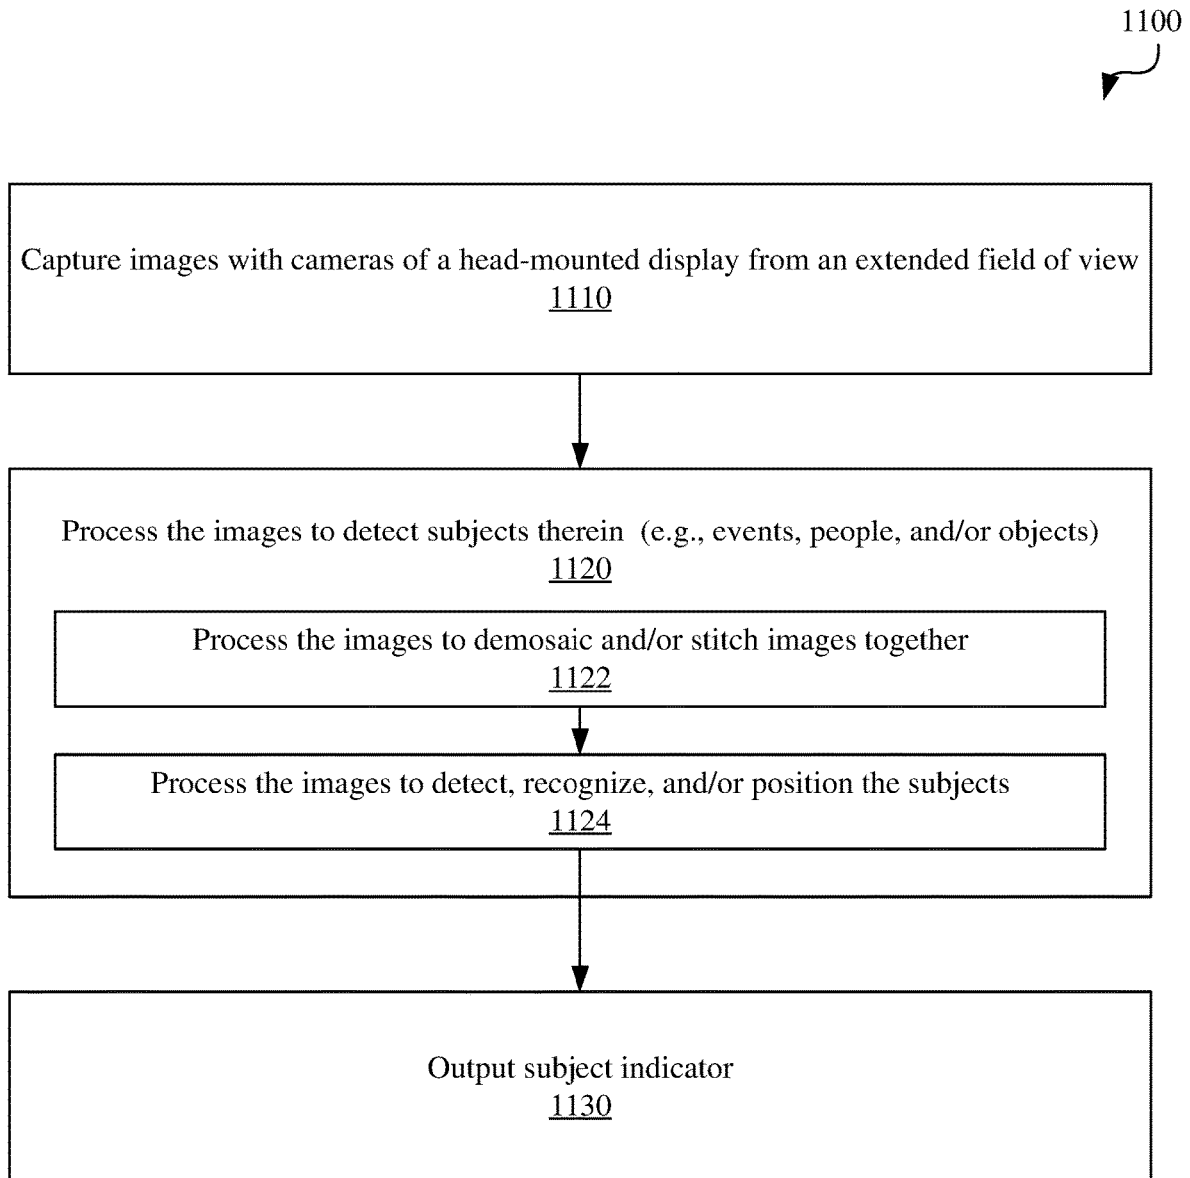 1100
Capture images with cameras of a head-mounted display from an extended field of view
1110
Process the images to detect subjects therein (e.g., events, people, and/or objects)
1120
Process the images to demosaic and/or stitch images together
1122
Process the images to detect, recognize, and/or position the subjects
1124
Output subject indicator
1130